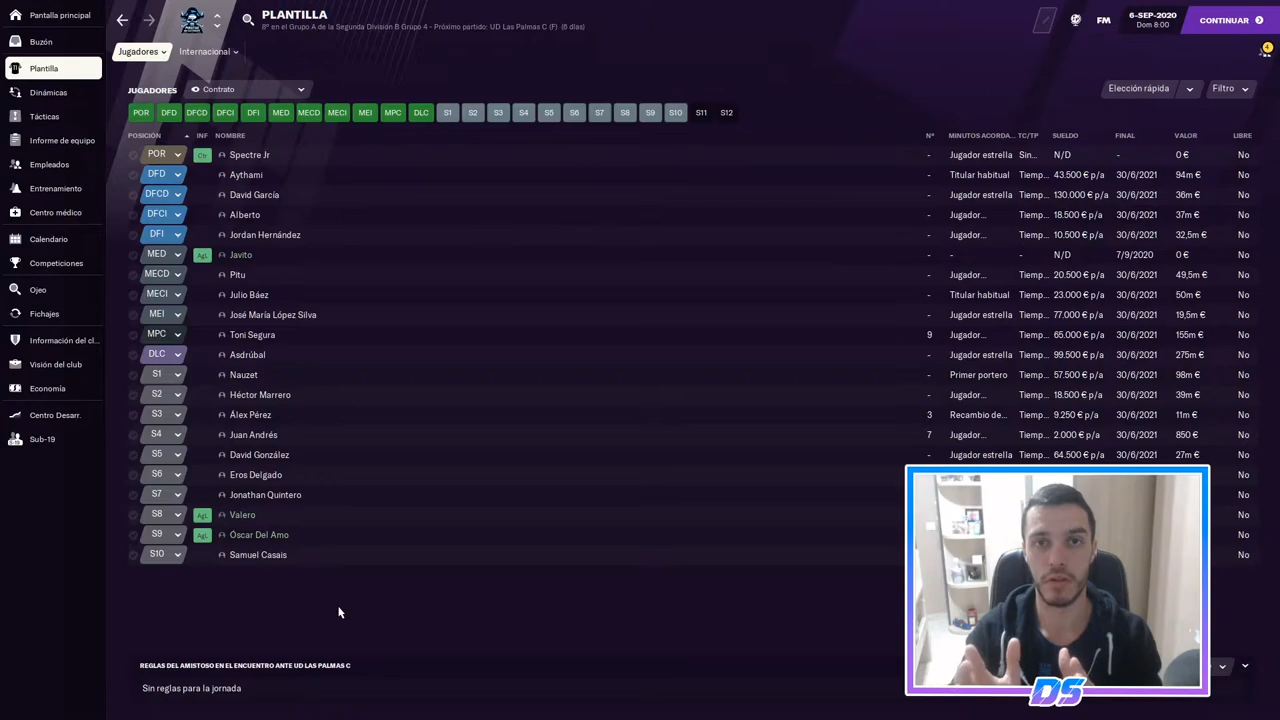 Pantalla principal
PLANTILLA
8º en el Grupo A de la Segunda División B Grupo 4 - Próximo partido: UD Las Palmas C (F) (6 días)
FM
6-SEP-2020
Dom 8:00
CONTINUAR
Buzón
Jugadores
Internacional
4
Plantilla
Dinámicas
JUGADORES
Contrato
Elección rápida
Filtro
Tácticas
POR DFD DFCD DFCI DFI MED MECD MECI MEI MPC DLC S1 S2 S3 S4 S5 S6 S7 S8 S9 S10 S11 S12
Informe de equipo
POSICIÓN INF NOMBRE Nº MINUTOS ACORDA... TC/TP SUELDO FINAL VALOR LIBRE
POR Ctr Spectre Jr - Jugador estrella Sin... N/D - 0 € No
Empleados
DFD Aythami - Titular habitual Tiemp... 43.500 € p/a 30/6/2021 94m € No
Entrenamiento
DFCD David García - Jugador estrella Tiemp... 130.000 € p/a 30/6/2021 36m € No
Centro médico
DFCI Alberto - Jugador... Tiemp... 18.500 € p/a 30/6/2021 37m € No
Calendario
DFI Jordan Hernández - Jugador... Tiemp... 10.500 € p/a 30/6/2021 32,5m € No
MED AgL Javito - - - N/D 7/9/2020 0 € No
Competiciones
MECD Pitu - Jugador... Tiemp... 20.500 € p/a 30/6/2021 49,5m € No
Ojeo
MECI Julio Báez - Titular habitual Tiemp... 23.000 € p/a 30/6/2021 50m € No
Fichajes
MEI José María López Silva - Jugador estrella Tiemp... 77.000 € p/a 30/6/2021 19,5m € No
Información del cl...
MPC Toni Segura 9 Jugador... Tiemp... 65.000 € p/a 30/6/2021 155m € No
DLC Asdrúbal - Jugador estrella Tiemp... 99.500 € p/a 30/6/2021 275m € No
Visión del club
S1 Nauzet - Primer portero Tiemp... 57.500 € p/a 30/6/2021 98m € No
Economía
S2 Héctor Marrero - Jugador... Tiemp... 18.500 € p/a 30/6/2021 39m € No
Centro Desarr.
S3 Álex Pérez 3 Recambio de... Tiemp... 9.250 € p/a 30/6/2021 11m € No
Sub-19
S4 Juan Andrés 7 Jugador... Tiemp... 2.000 € p/a 30/6/2021 850 € No
S5 David González - Jugador estrella Tiemp... 64.500 € p/a 30/6/2021 27m € No
S6 Eros Delgado No
S7 Jonathan Quintero No
S8 AgL Valero No
S9 AgL Óscar Del Amo No
S10 Samuel Casais No
REGLAS DEL AMISTOSO EN EL ENCUENTRO ANTE UD LAS PALMAS C
Sin reglas para la jornada
DS